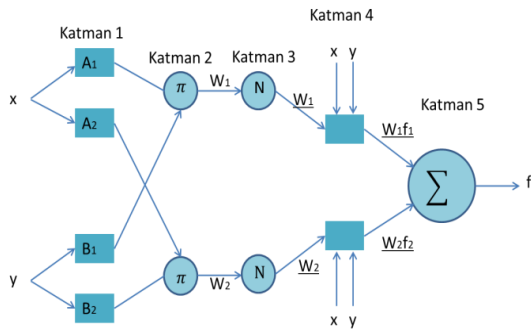 Katman 1
Katman 2
Katman 3
Katman 4
Katman 5
x
y
A1
A2
B1
B2
π
π
W1
W2
N
N
W1
W2
x y
x y
W1f1
W2f2
∑
f